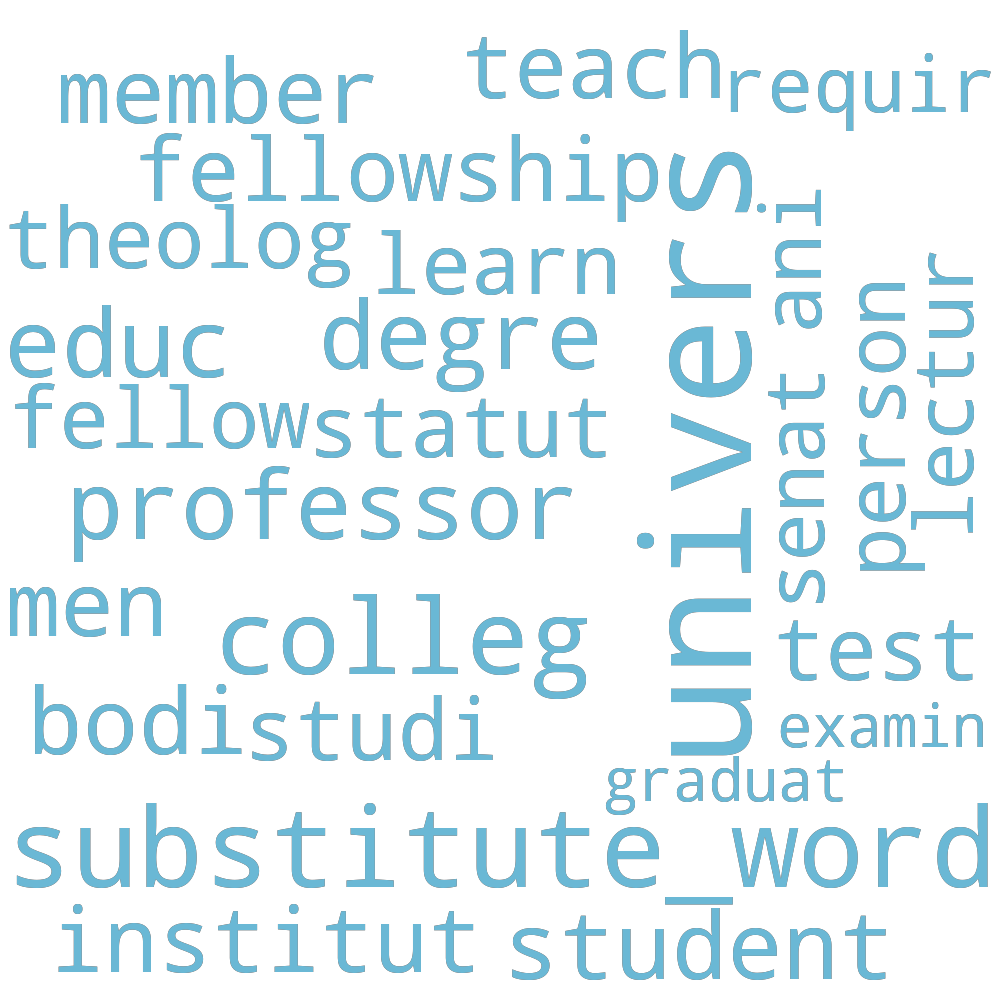 member
teach
requir
fellowship
theolog
learn
univers
ani
senat
person
lectur
educ
degre
fellow
statut
professor
men
colleg
test
bodi
studi
examin
graduat
substitute_word
institut
student